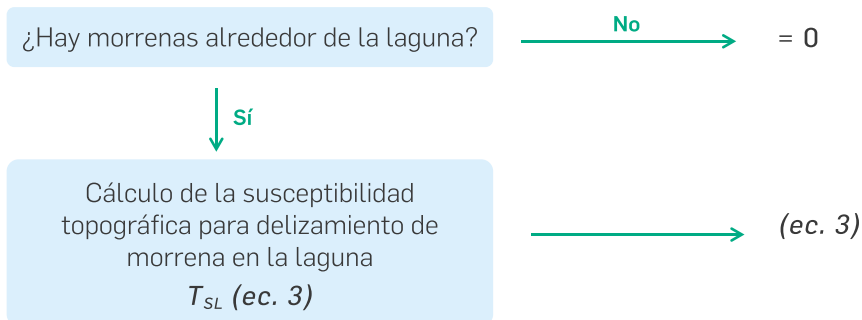 ¿Hay morrenas alrededor de la laguna?
No
= 0
Sí
Cálculo de la susceptibilidad
topográfica para delizamiento de
morrena en la laguna
T_SL (ec. 3)
(ec. 3)